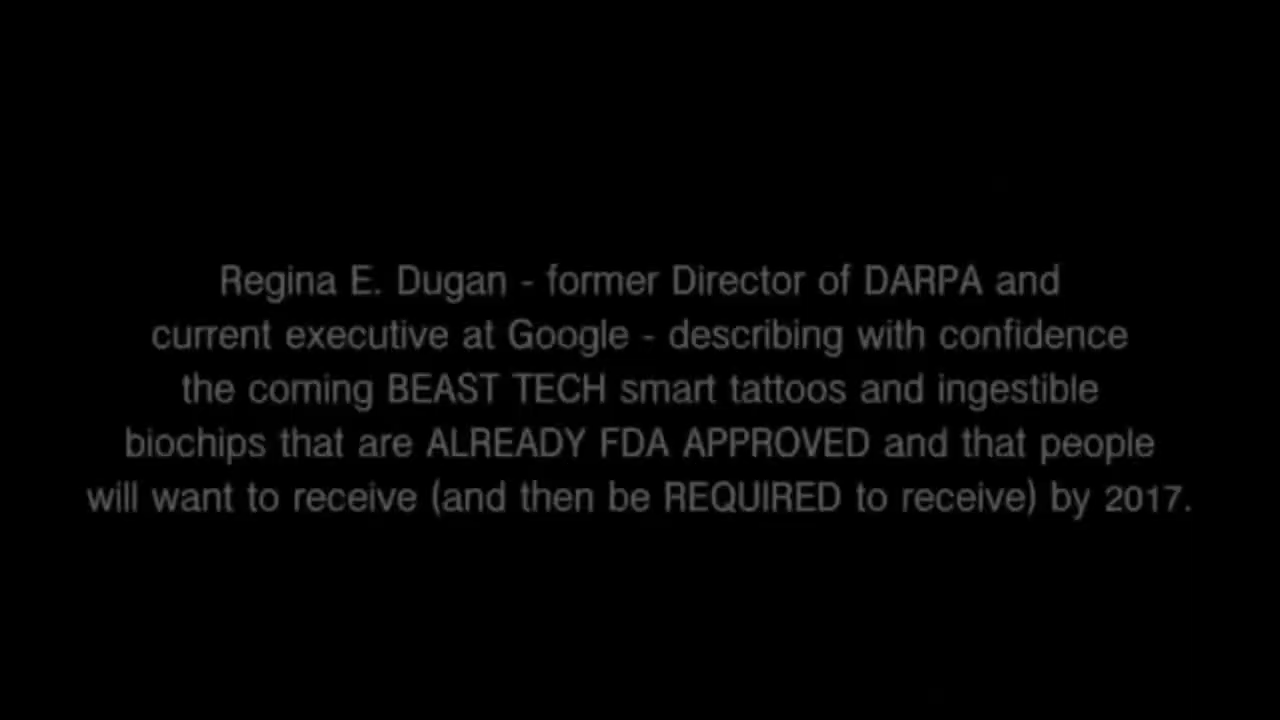 Regina E. Dugan - former Director of DARPA and
current executive at Google - describing with confidence
the coming BEAST TECH smart tattoos and ingestible
biochips that are ALREADY FDA APPROVED and that people
will want to receive (and then be REQUIRED to receive) by 2017.